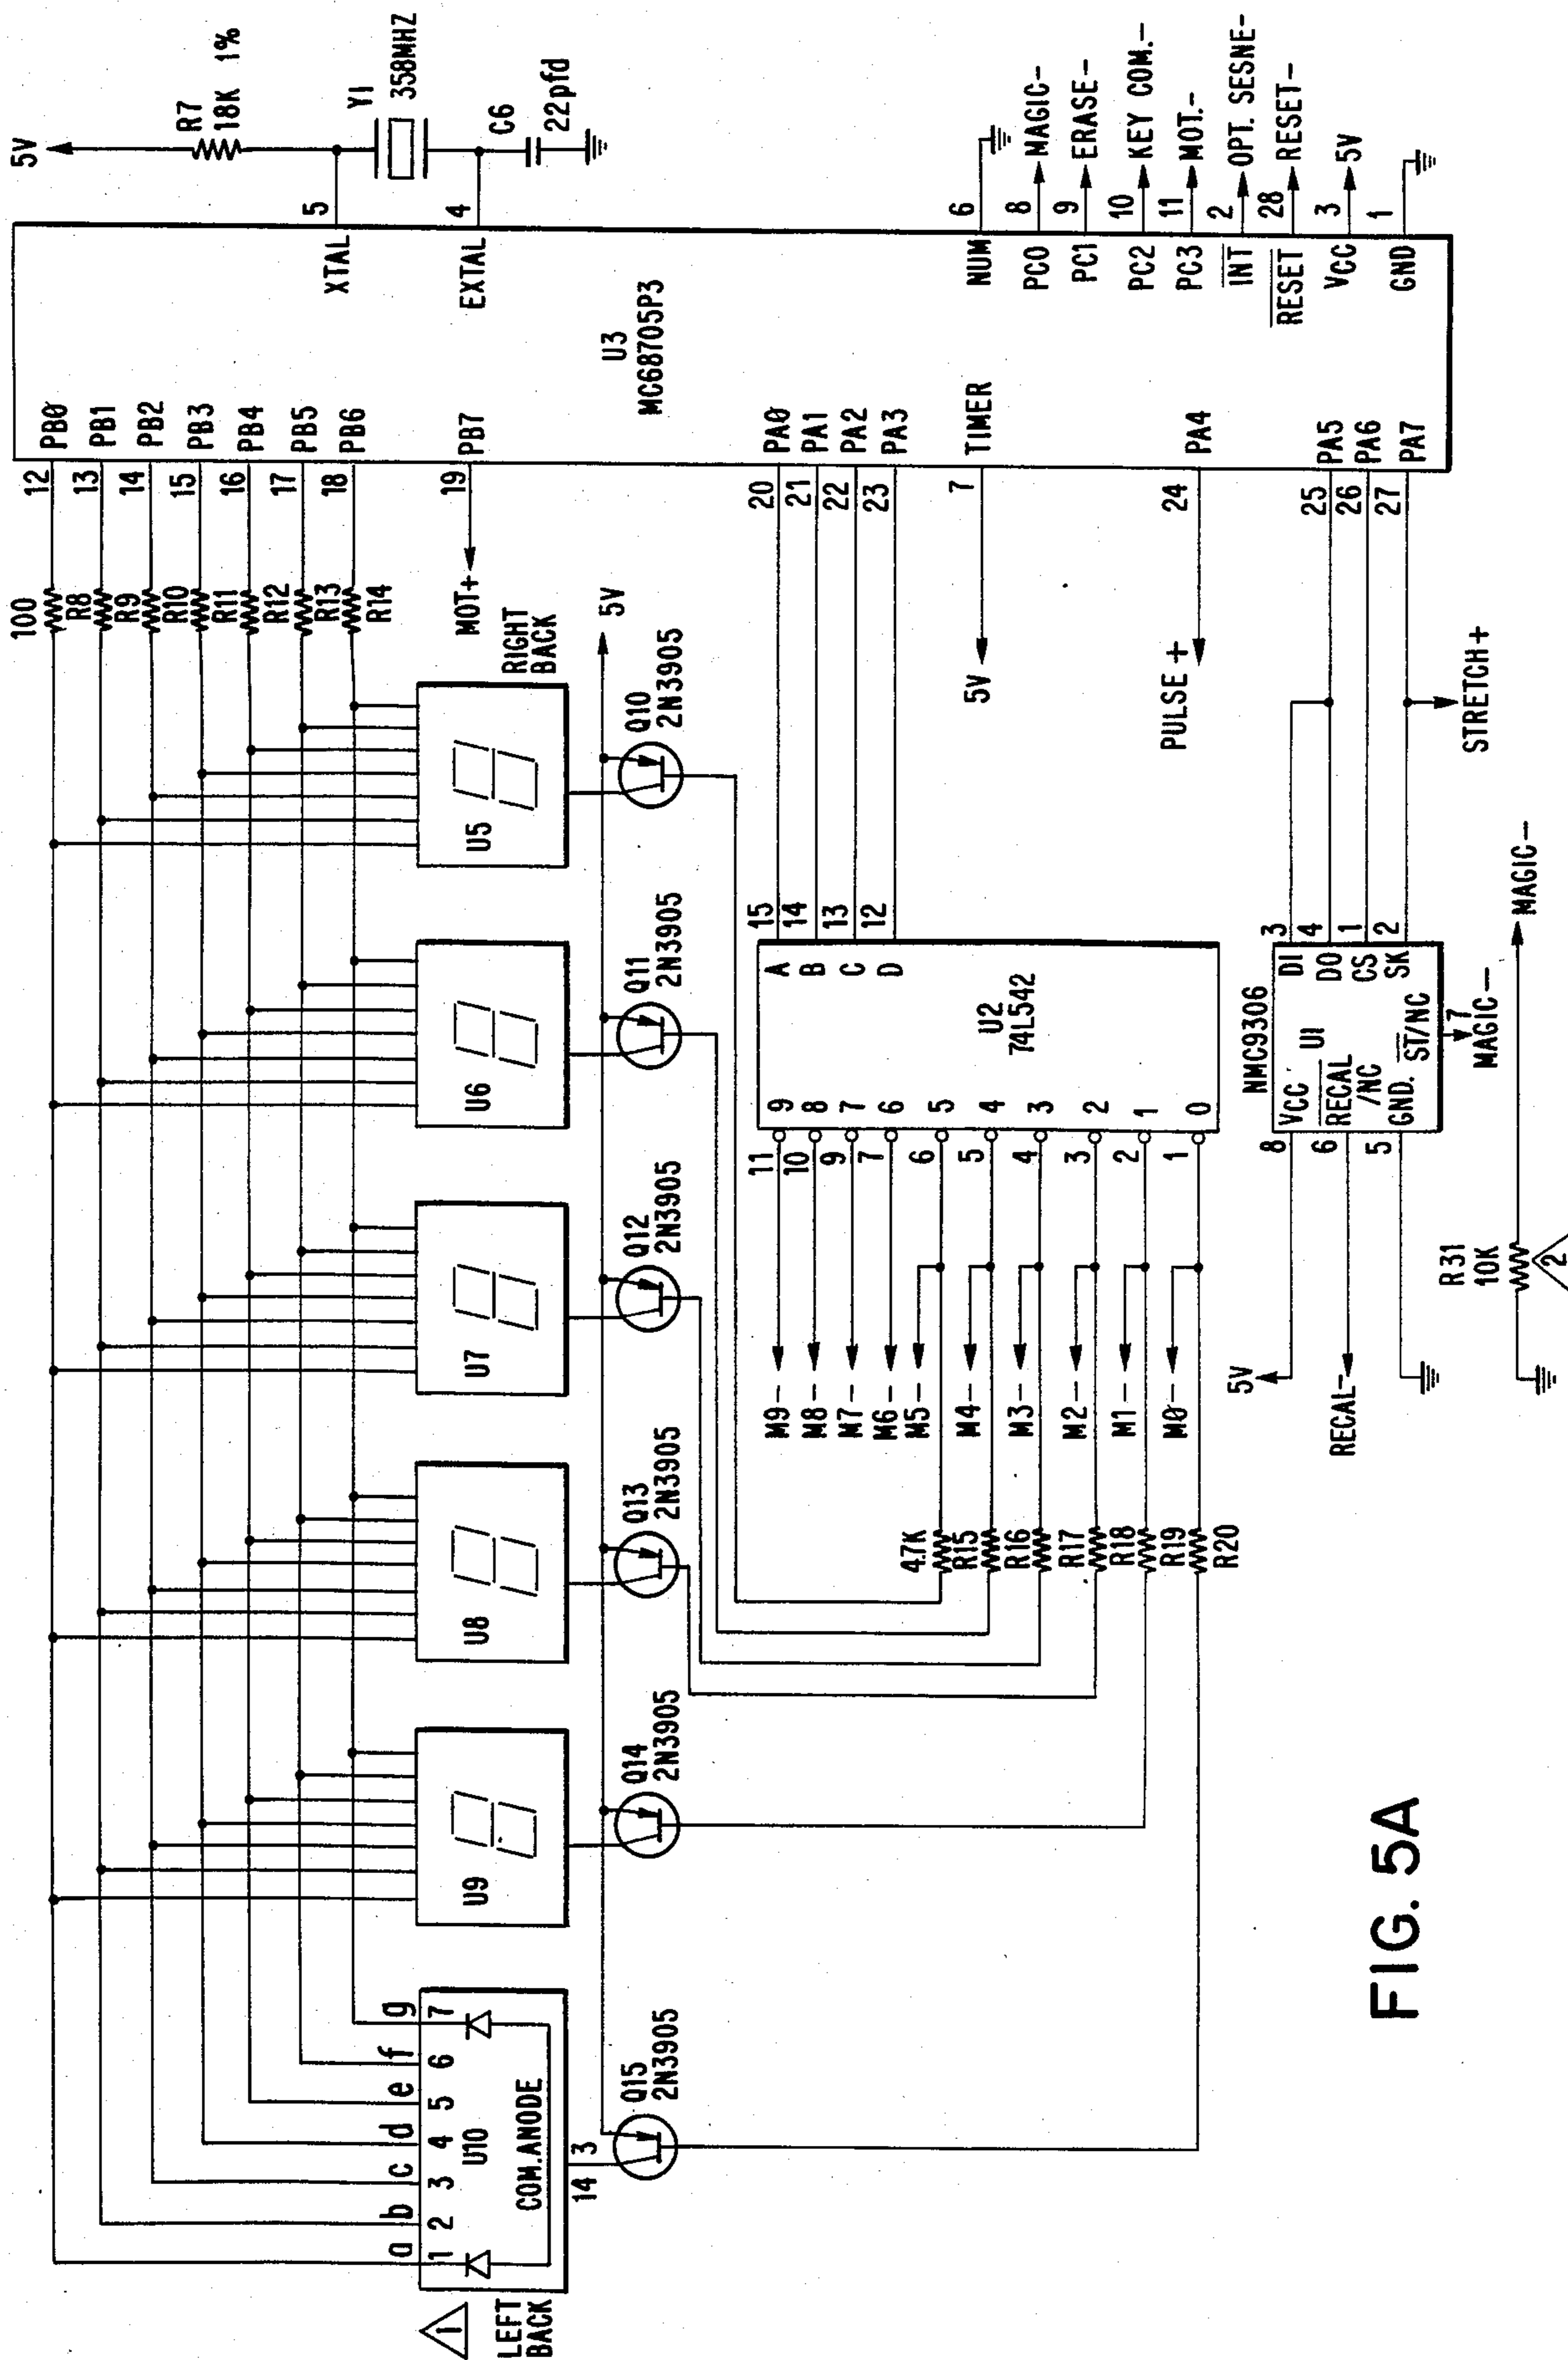 5V
R7
18K 1%
Y1
358MHZ
C6
22pfd
5
4
XTAL
EXTAL
U3
MC68705P3
6
8
9
10
11
2
28
3
1
NUM
PC0
PC1
PC2
PC3
INT
RESET
VCC
GND
MAGIC-
ERASE-
KEY COM.-
MOT.-
OPT. SESNE-
RESET-
5V
PBØ
PB1
PB2
PB3
PB4
PB5
PB6
PB7
12
13
14
15
16
17
18
19
100
R8
R9
R10
R11
R12
R13
R14
MOT+
PAØ
PA1
PA2
PA3
TIMER
PA4
PA5
PA6
PA7
20
21
22
23
7
24
25
26
27
5V
PULSE +
STRETCH+
RIGHT
BACK
5V
U5
U6
U7
U8
U9
Q10
2N3905
Q11
2N3905
Q12
2N3905
Q13
2N3905
Q14
2N3905
Q15
2N3905
a b c d e f g
1 2 3 4 5 6 7
U10
COM.ANODE
14 3
1
LEFT
BACK
15
14
13
12
A
B
C
D
U2
74L542
9
8
7
6
5
4
3
2
1
0
11
10
9
7
6
5
4
3
2
1
M9-
M8-
M7-
M6-
M5-
M4-
M3-
M2-
M1-
MØ-
4.7K
R15
R16
R17
R18
R19
R20
NMC9306
3
4
1
2
DI
DO
CS
SK
VCC
UI
RECAL
/NC
GND.
ST/NC
8
6
5
7
MAGIC-
5V
RECAL-
R31
10K
2
MAGIC-
FIG. 5A